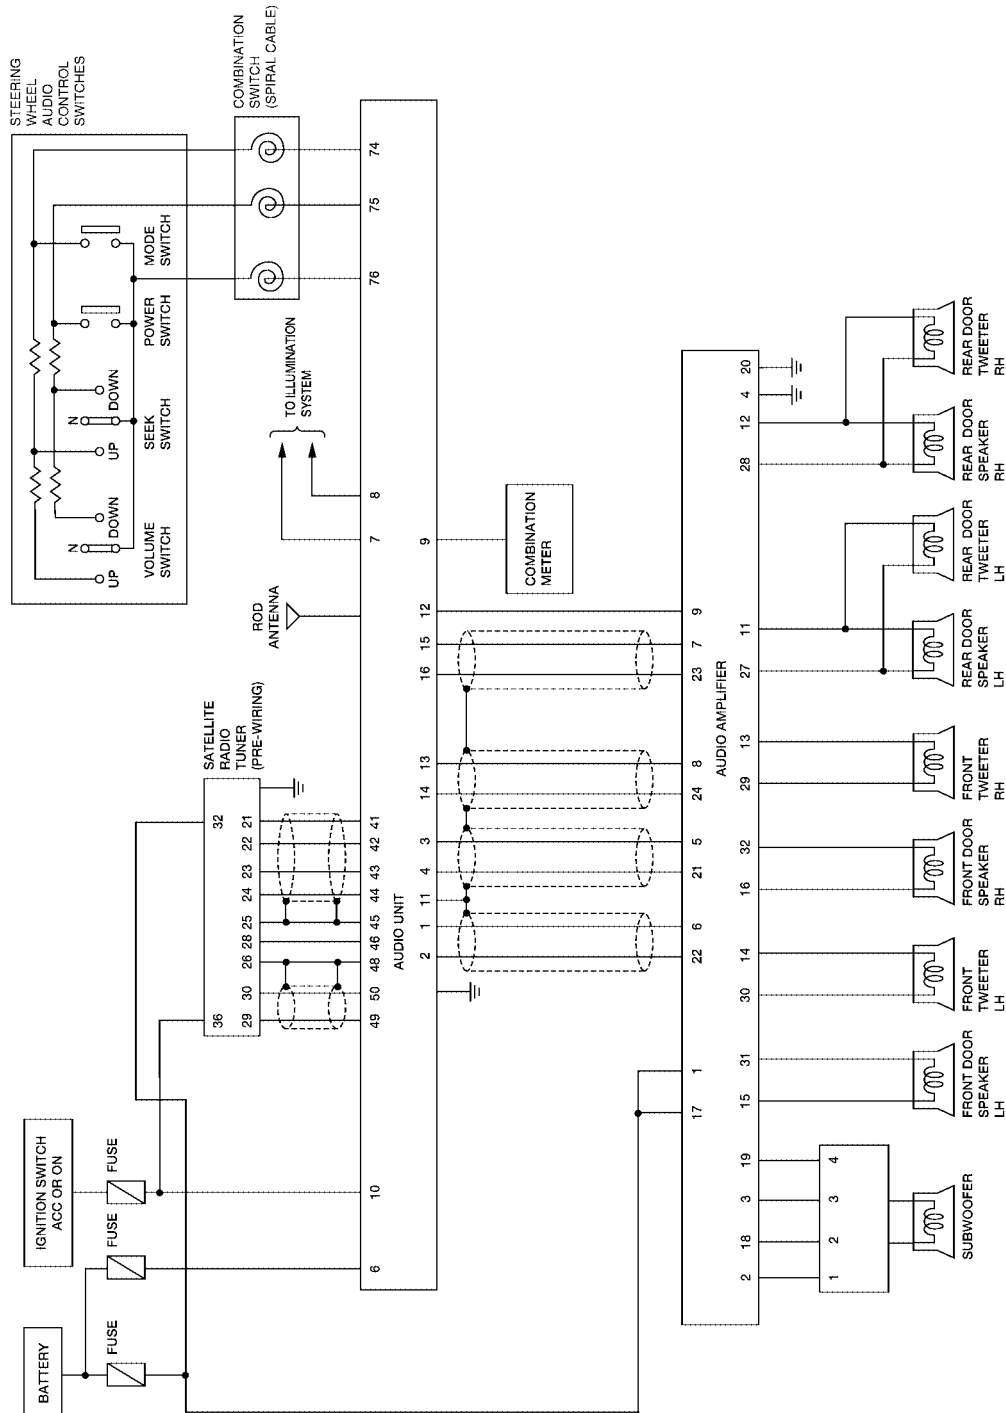 STEERING
WHEEL
AUDIO
CONTROL
SWITCHES
COMBINATION
SWITCH
(SPIRAL CABLE)
UP
N
DOWN
VOLUME
SWITCH
UP
N
DOWN
SEEK
SWITCH
POWER
SWITCH
MODE
SWITCH
BATTERY
FUSE
FUSE
IGNITION SWITCH
ACC OR ON
FUSE
SATELLITE
RADIO
TUNER
(PRE-WIRING)
36
32
29
30
26
28
25
24
23
22
21
ROD
ANTENNA
TO ILLUMINATION
SYSTEM
6
10
49
50
48
46
45
44
43
42
41
7
8
76
75
74
AUDIO UNIT
2
1
11
4
3
14
13
16
15
12
9
COMBINATION
METER
17
1
22
6
21
5
24
8
23
7
9
AUDIO AMPLIFIER
2
18
3
19
15
31
30
14
16
32
29
13
27
11
28
12
4
20
1
2
3
4
SUBWOOFER
FRONT DOOR
SPEAKER
LH
FRONT
TWEETER
LH
FRONT DOOR
SPEAKER
RH
FRONT
TWEETER
RH
REAR DOOR
SPEAKER
LH
REAR DOOR
TWEETER
LH
REAR DOOR
SPEAKER
RH
REAR DOOR
TWEETER
RH